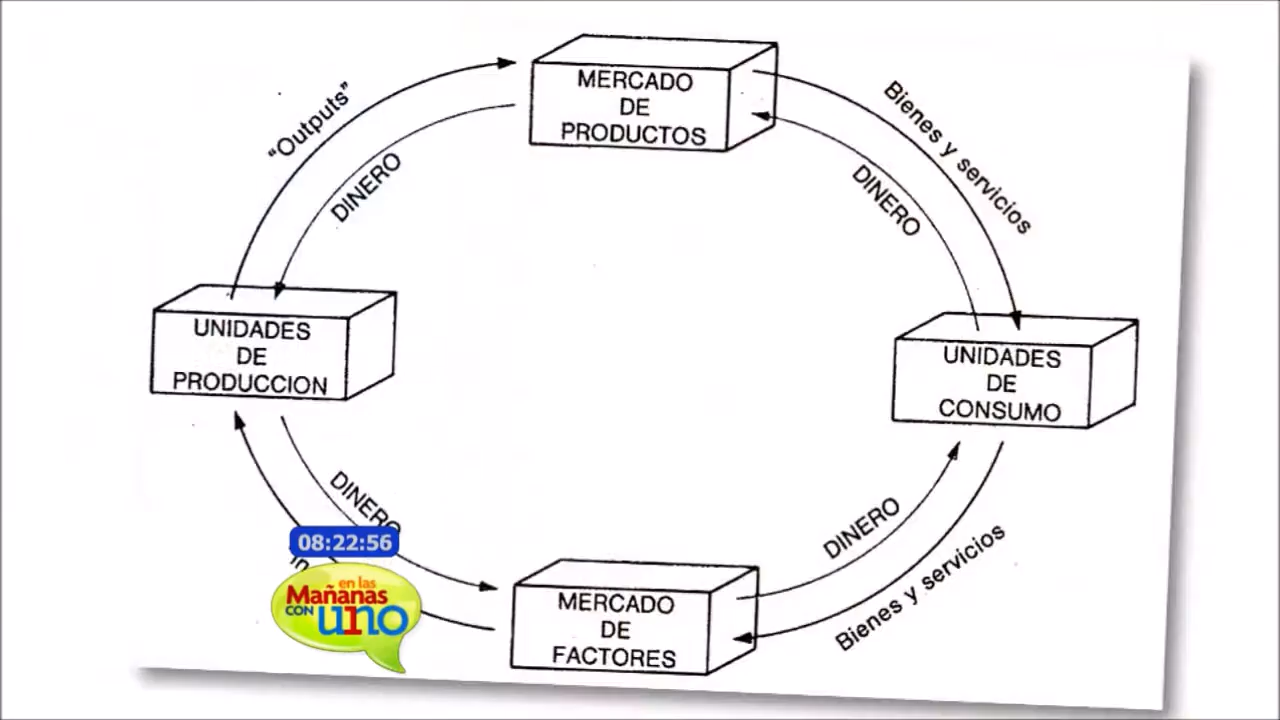 MERCADO
DE
PRODUCTOS
"Outputs"
DINERO
Bienes y servicios
DINERO
UNIDADES
DE
PRODUCCION
UNIDADES
DE
CONSUMO
DINERO
DINERO
Bienes y servicios
08:22:56
en las
Mañanas
CON
uno
MERCADO
DE
FACTORES